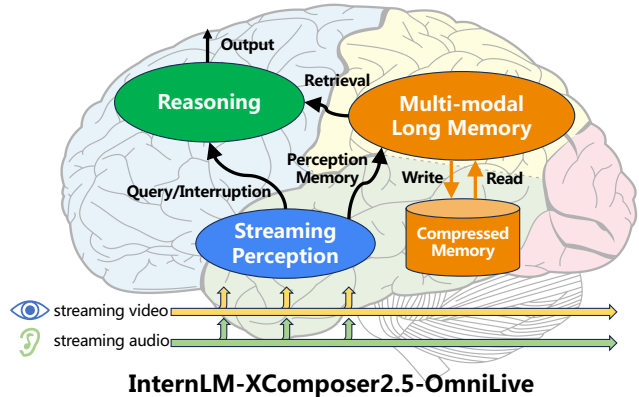 Output
Retrieval
Reasoning
Multi-modal
Long Memory
Query/Interruption
Perception
Memory
Write
Read
Streaming
Perception
Compressed
Memory
streaming video
streaming audio
InternLM-XComposer2.5-OmniLive